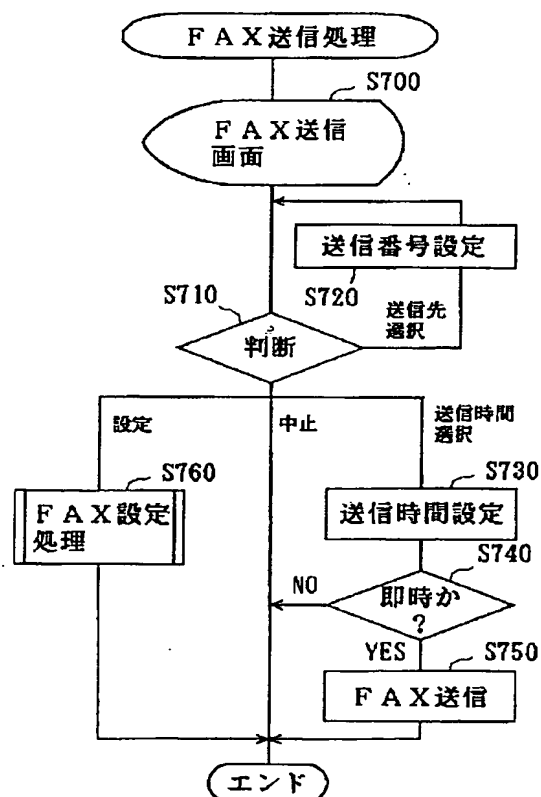 FAX送信処理
S700
FAX送信
画面
送信番号設定
S720
S710
送信先
選択
判断
設定
中止
送信時間
選択
S760
FAX設定
処理
S730
送信時間設定
S740
即時か
?
NO
YES
S750
FAX送信
エンド